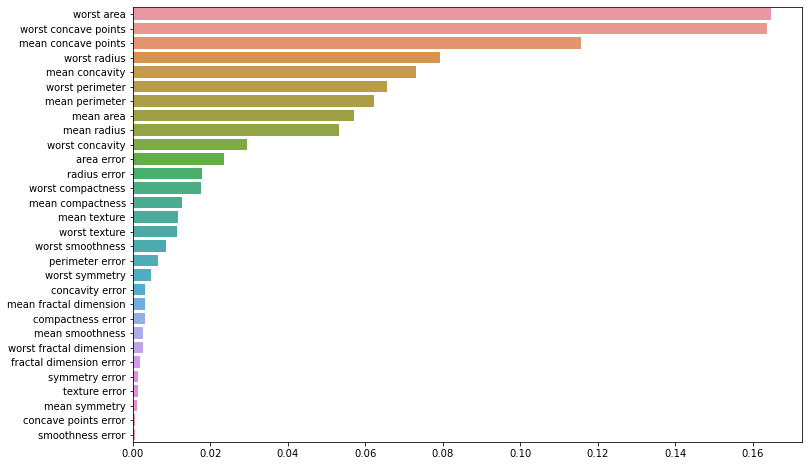 worst area
worst concave points
mean concave points
worst radius
mean concavity
worst perimeter
mean perimeter
mean area
mean radius
worst concavity
area error
radius error
worst compactness
mean compactness
mean texture
worst texture
worst smoothness
perimeter error
worst symmetry
concavity error
mean fractal dimension
compactness error
mean smoothness
worst fractal dimension
fractal dimension error
symmetry error
texture error
mean symmetry
concave points error
smoothness error
0.00 0.02 0.04 0.06 0.08 0.10 0.12 0.14 0.16